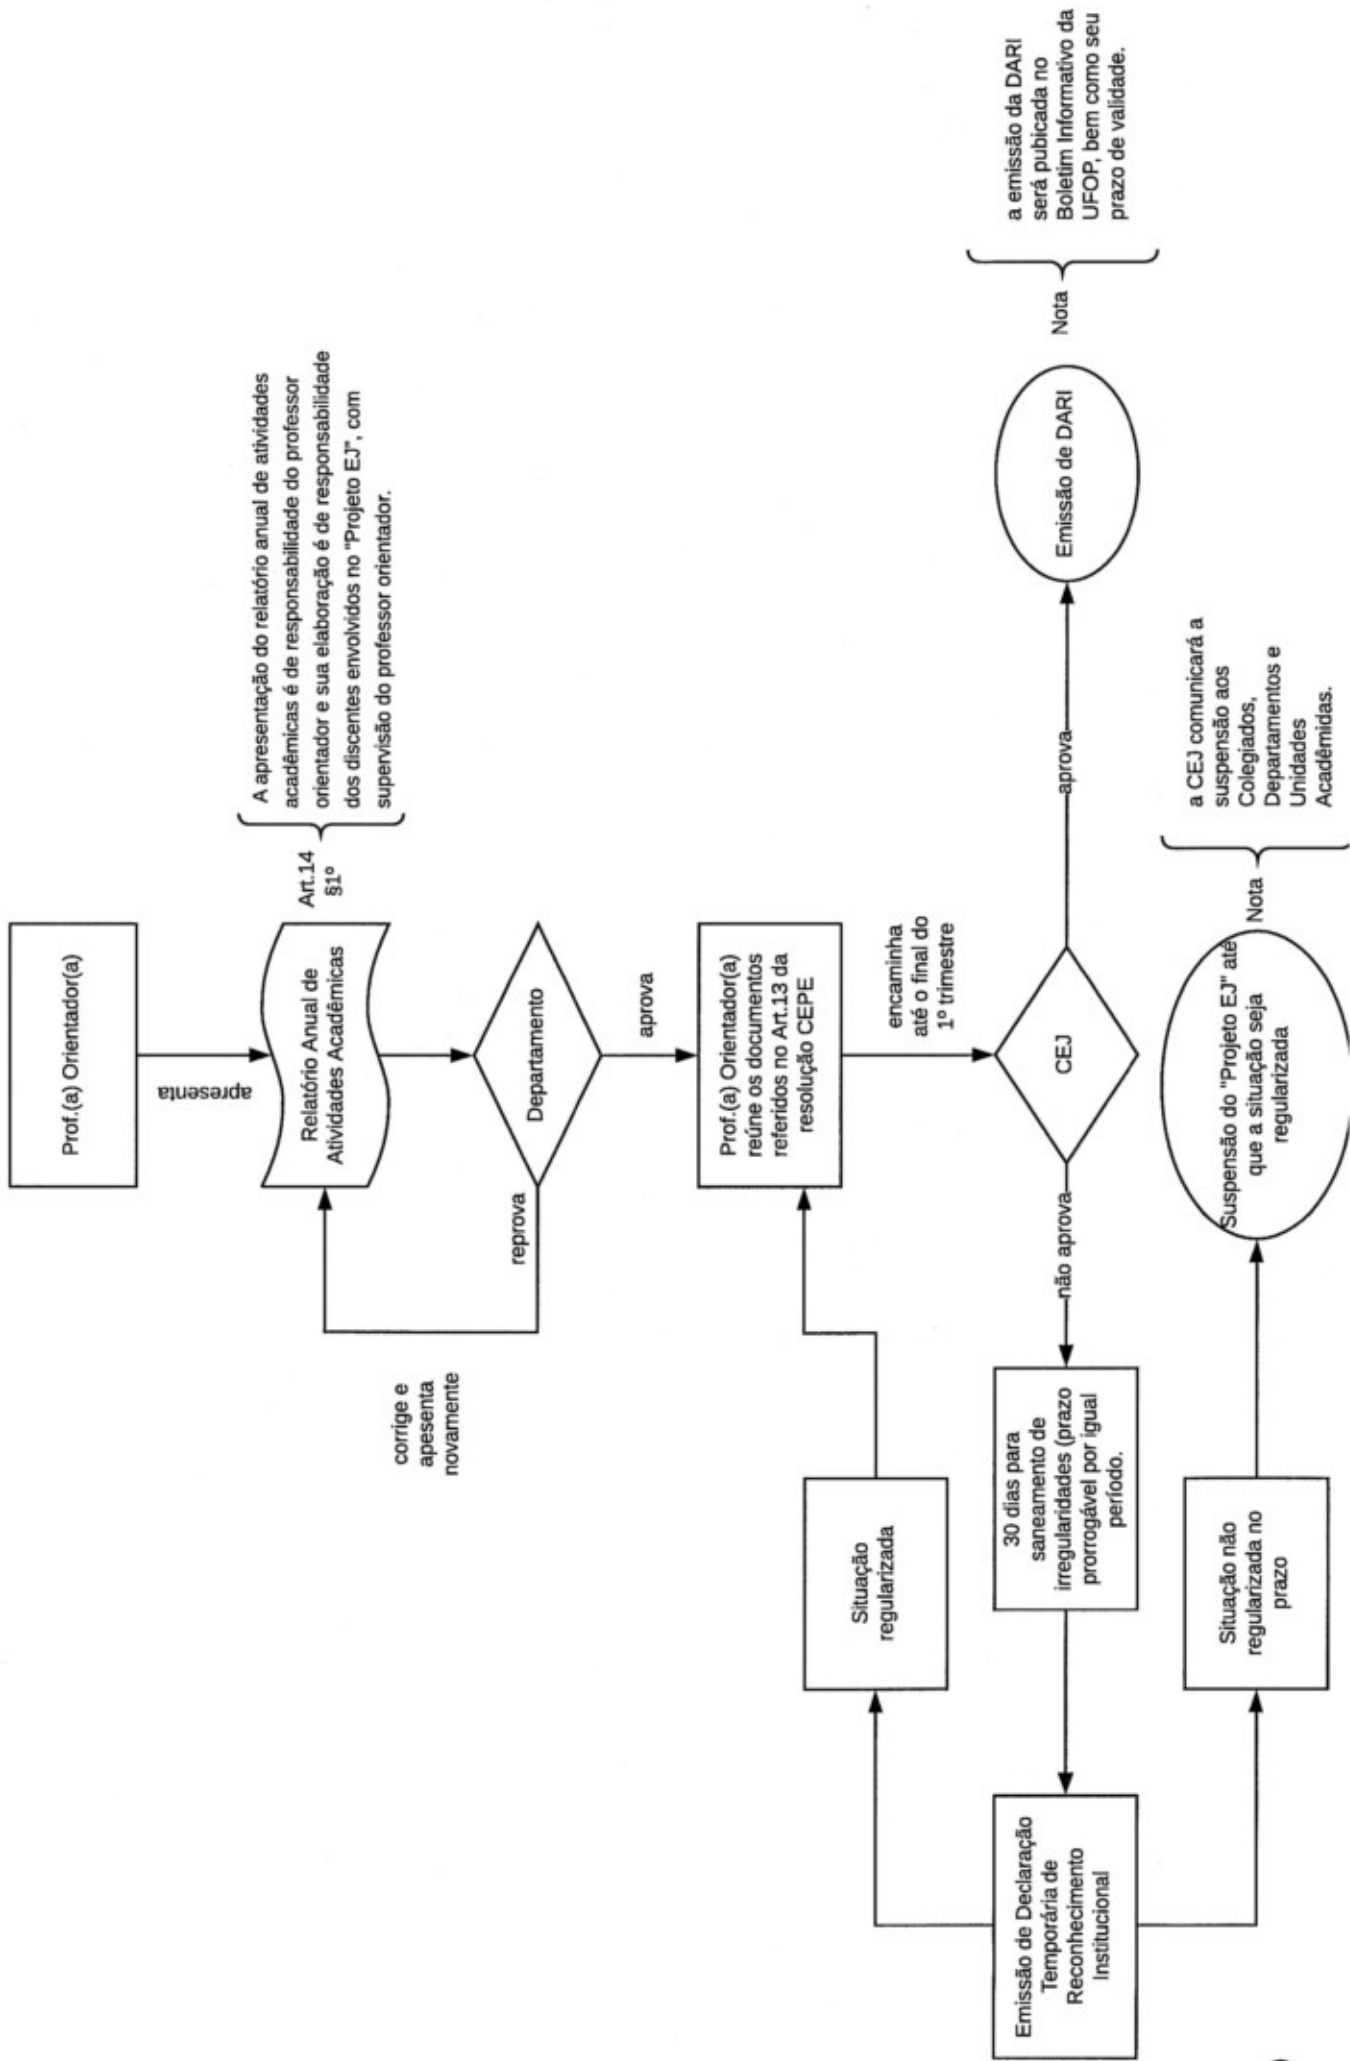 Prof.(a) Orientador(a)
apresenta
Relatório Anual de
Atividades Acadêmicas
Art.14
§1º
A apresentação do relatório anual de atividades
acadêmicas é de responsabilidade do professor
orientador e sua elaboração é de responsabilidade
dos discentes envolvidos no "Projeto EJ", com
supervisão do professor orientador.
Departamento
reprova
corrige e
apesenta
novamente
aprova
Prof.(a) Orientador(a)
reúne os documentos
referidos no Art.13 da
resolução CEPE
encaminha
até o final do
1º trimestre
CEJ
aprova
Emissão de DARI
Nota
a emissão da DARI
será pubicada no
Boletim Informativo da
UFOP, bem como seu
prazo de validade.
não aprova
30 dias para
saneamento de
irregularidades (prazo
prorrogável por igual
período.
Emissão de Declaração
Temporária de
Reconhecimento
Institucional
Situação
regularizada
Situação não
regularizada no
prazo
Suspensão do "Projeto EJ" até
que a situação seja
regularizada
Nota
a CEJ comunicará a
suspensão aos
Colegiados,
Departamentos e
Unidades
Acadêmidas.